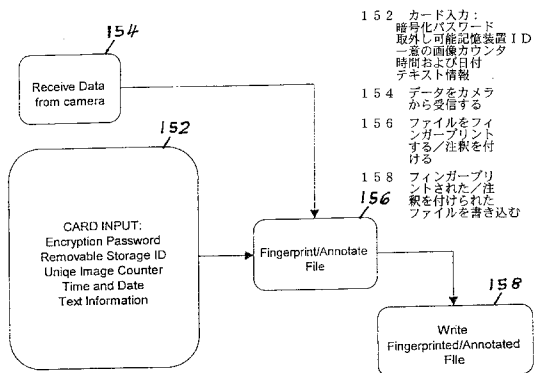 154
Receive Data
from camera
152
CARD INPUT:
Encryption Password
Removable Storage ID
Uniqe Image Counter
Time and Date
Text Information
156
Fingerprint/Annotate
File
158
Write
Fingerprinted/Annotated
File
152 カード入力:
暗号化パスワード
取外し可能記憶装置ID
一意の画像カウンタ
時間および日付
テキスト情報
154 データをカメラ
から受信する
156 ファイルをフィ
ンガープリント
する/注釈を付
ける
158 フィンガープリ
ントされた/注
釈を付けられた
ファイルを書き込む